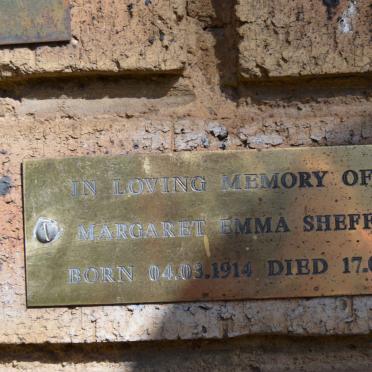 IN LOVING MEMORY OF
MARGARET EMMA SHEFF
BORN 04.03.1914 DIED 17.0